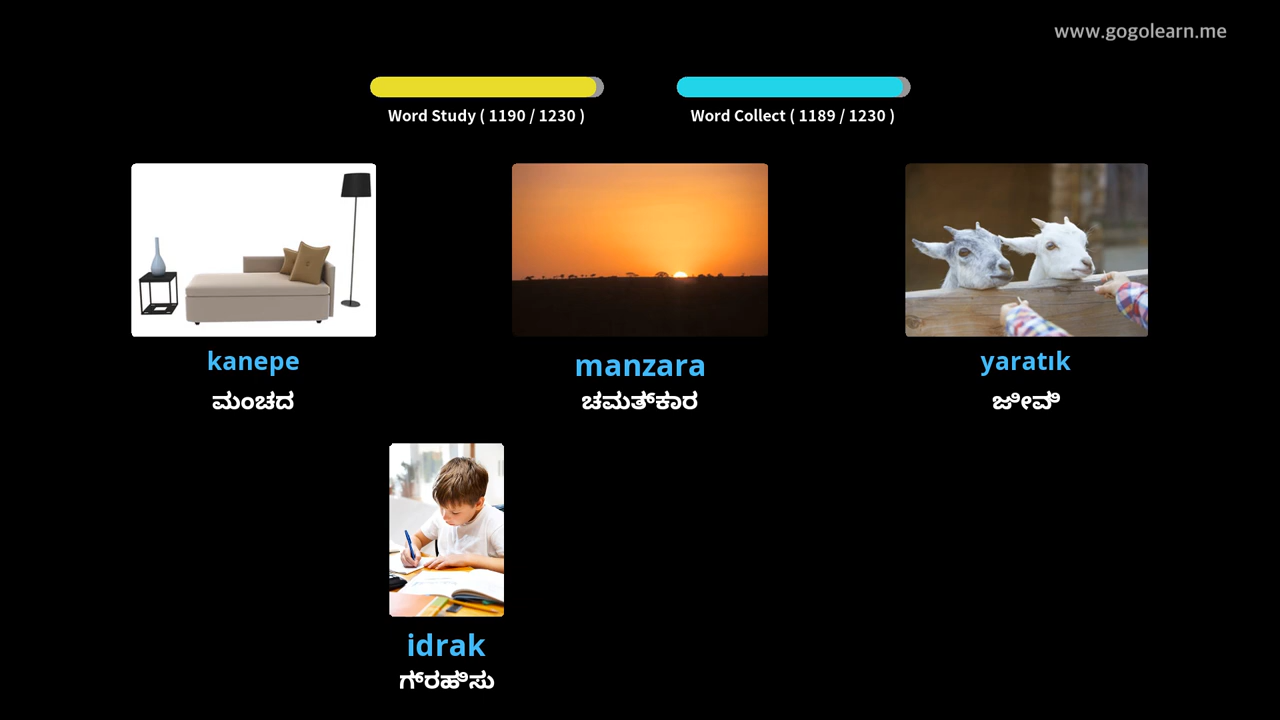 www.gogolearn.me
Word Study ( 1190 / 1230 )
Word Collect ( 1189 / 1230 )
kanepe
manzara
yaratık
ಮಂಚದ
ಚಮತ್ಕಾರ
ಜೀವಿ
idrak
ಗ್ರಹಿಸು